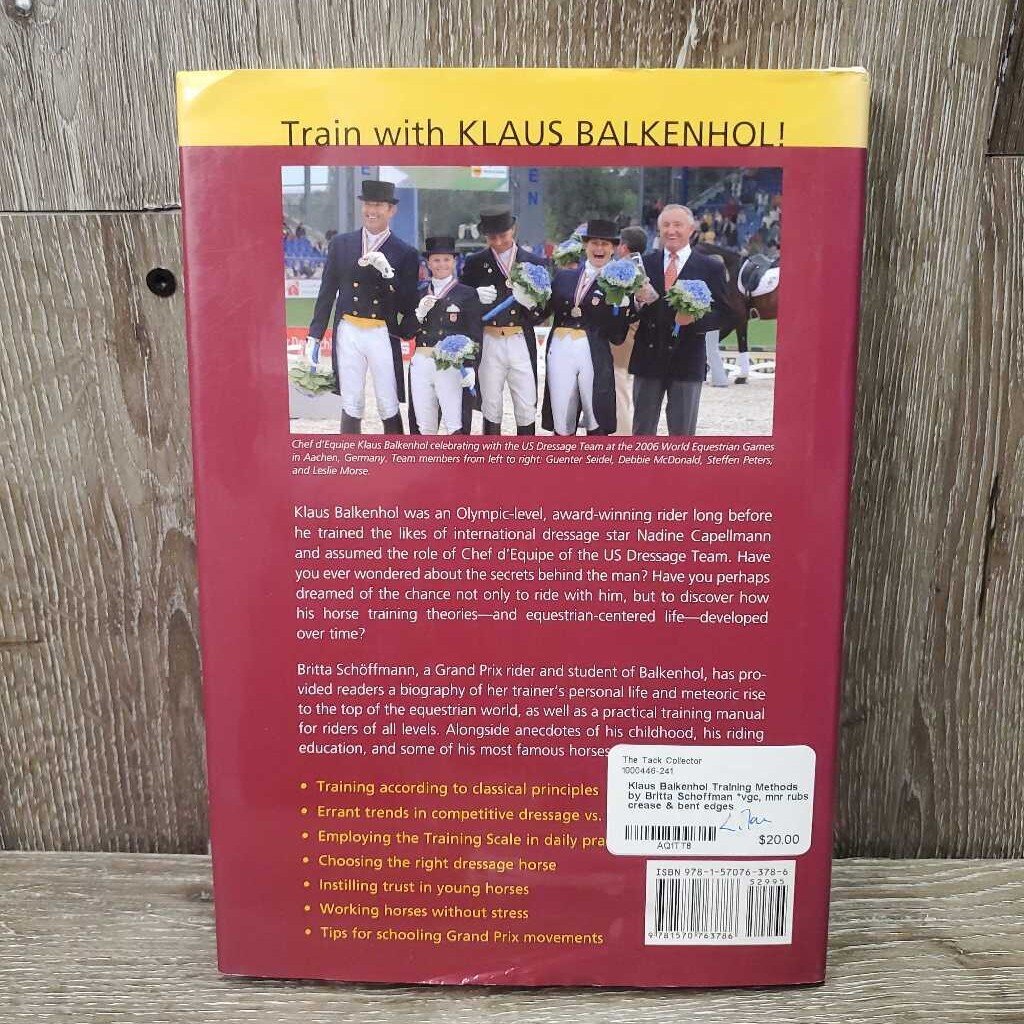 Train with KLAUS BALKENHOL!
E
E
N
Chef d'Equipe Klaus Balkenhol celebrating with the US Dressage Team at the 2006 World Equestrian Games
in Aachen, Germany. Team members from left to right: Guenter Seidel, Debbie McDonald, Steffen Peters,
and Leslie Morse.
Klaus Balkenhol was an Olympic-level, award-winning rider long before
he trained the likes of international dressage star Nadine Capellmann
and assumed the role of Chef d'Equipe of the US Dressage Team. Have
you ever wondered about the secrets behind the man? Have you perhaps
dreamed of the chance not only to ride with him, but to discover how
his horse training theories—and equestrian-centered life—developed
over time?
Britta Schöffmann, a Grand Prix rider and student of Balkenhol, has pro-
vided readers a biography of her trainer's personal life and meteoric rise
to the top of the equestrian world, as well as a practical training manual
for riders of all levels. Alongside anecdotes of his childhood, his riding
education, and some of his most famous horses
• Training according to classical principles
• Errant trends in competitive dressage vs.
• Employing the Training Scale in daily pra
• Choosing the right dressage horse
• Instilling trust in young horses
• Working horses without stress
• Tips for schooling Grand Prix movements
The Tack Collector
1000446-241
Klaus Balkenhol Training Methods
by Britta Schoffman *vgc, mnr rubs
crease & bent edges
AQ1TT8
$20.00
ISBN 978-1-57076-378-6
52995
9 781570 763786